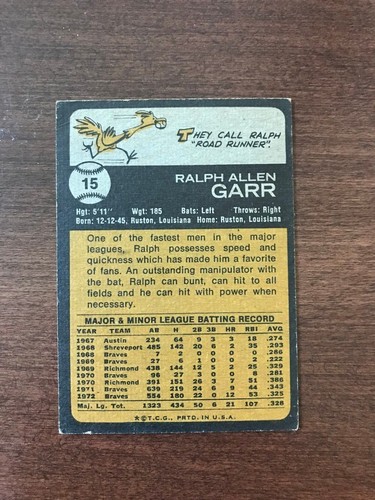 THEY CALL RALPH
"ROAD RUNNER".
15
RALPH ALLEN
GARR
Hgt: 5'11" Wgt: 185 Bats: Left Throws: Right
Born: 12-12-45, Ruston, Louisiana Home: Ruston, Louisiana
One of the fastest men in the major
leagues, Ralph possesses speed and
quickness which has made him a favorite
of fans. An outstanding manipulator with
the bat, Ralph can bunt, can hit to all
fields and he can hit with power when
necessary.
MAJOR & MINOR LEAGUE BATTING RECORD
YEAR TEAM AB H 2B 3B HR RBI AVG
1967 Austin 234 64 9 3 3 18 .274
1968 Shreveport 485 142 20 6 2 35 .293
1968 Braves 7 2 0 0 0 0 .286
1969 Braves 27 6 1 0 0 2 .222
1969 Richmond 438 144 12 5 2 24 .329
1970 Braves 96 27 3 0 0 8 .281
1970 Richmond 391 151 26 3 7 51 .386
1971 Braves 639 219 24 6 9 44 .343
1972 Braves 554 180 22 0 12 53 .325
Maj. Lg. Tot. 1323 434 50 6 21 107 .328
★©T.C.G., PRTD. IN U.S.A.